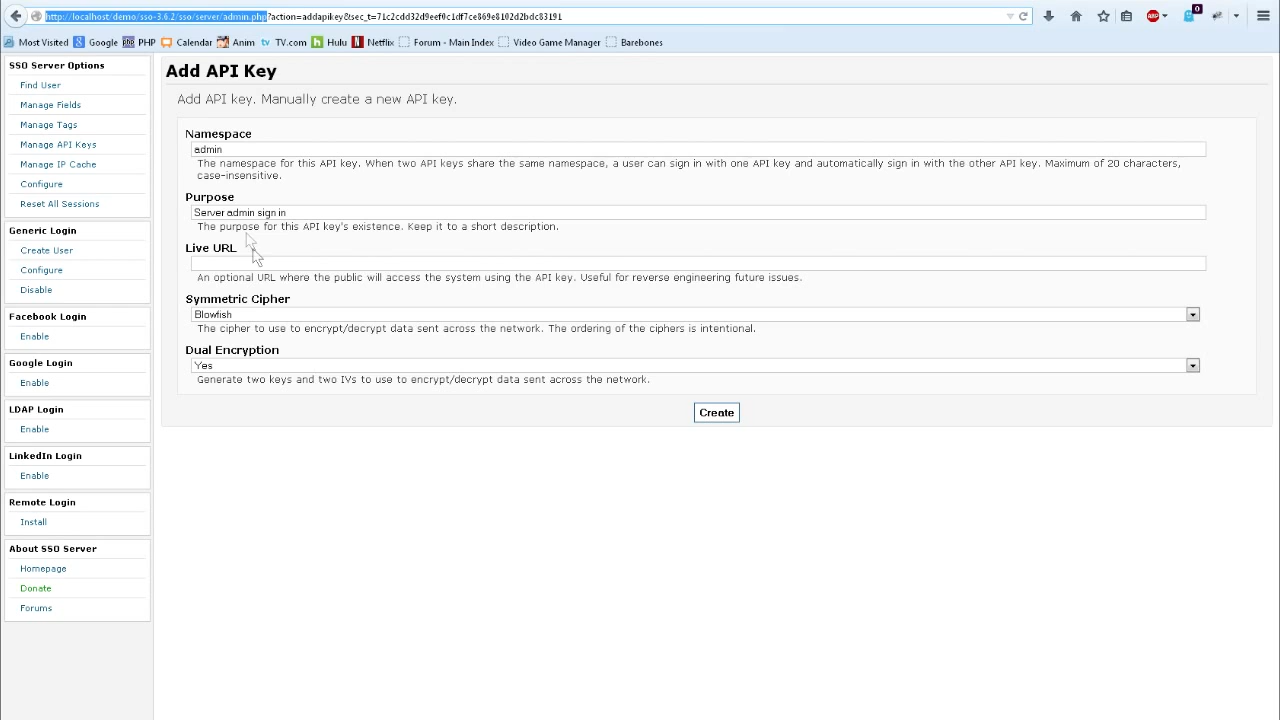 http://localhost/demo/sso-3.6.2/sso/server/admin.php?action=addapikey&sec_t=71c2cdd32d9eef0c1df7ce869e8102d2bdc83191
ABP
0
Most Visited Google PHP Calendar Anim TV.com Hulu Netflix Forum - Main Index Video Game Manager Barebones
SSO Server Options
Find User
Manage Fields
Manage Tags
Manage API Keys
Manage IP Cache
Configure
Reset All Sessions
Generic Login
Create User
Configure
Disable
Facebook Login
Enable
Google Login
Enable
LDAP Login
Enable
LinkedIn Login
Enable
Remote Login
Install
About SSO Server
Homepage
Donate
Forums
Add API Key
Add API key. Manually create a new API key.
Namespace
admin
The namespace for this API key. When two API keys share the same namespace, a user can sign in with one API key and automatically sign in with the other API key. Maximum of 20 characters,
case-insensitive.
Purpose
Server admin sign in
The purpose for this API key's existence. Keep it to a short description.
Live URL
An optional URL where the public will access the system using the API key. Useful for reverse engineering future issues.
Symmetric Cipher
Blowfish
The cipher to use to encrypt/decrypt data sent across the network. The ordering of the ciphers is intentional.
Dual Encryption
Yes
Generate two keys and two IVs to use to encrypt/decrypt data sent across the network.
Create